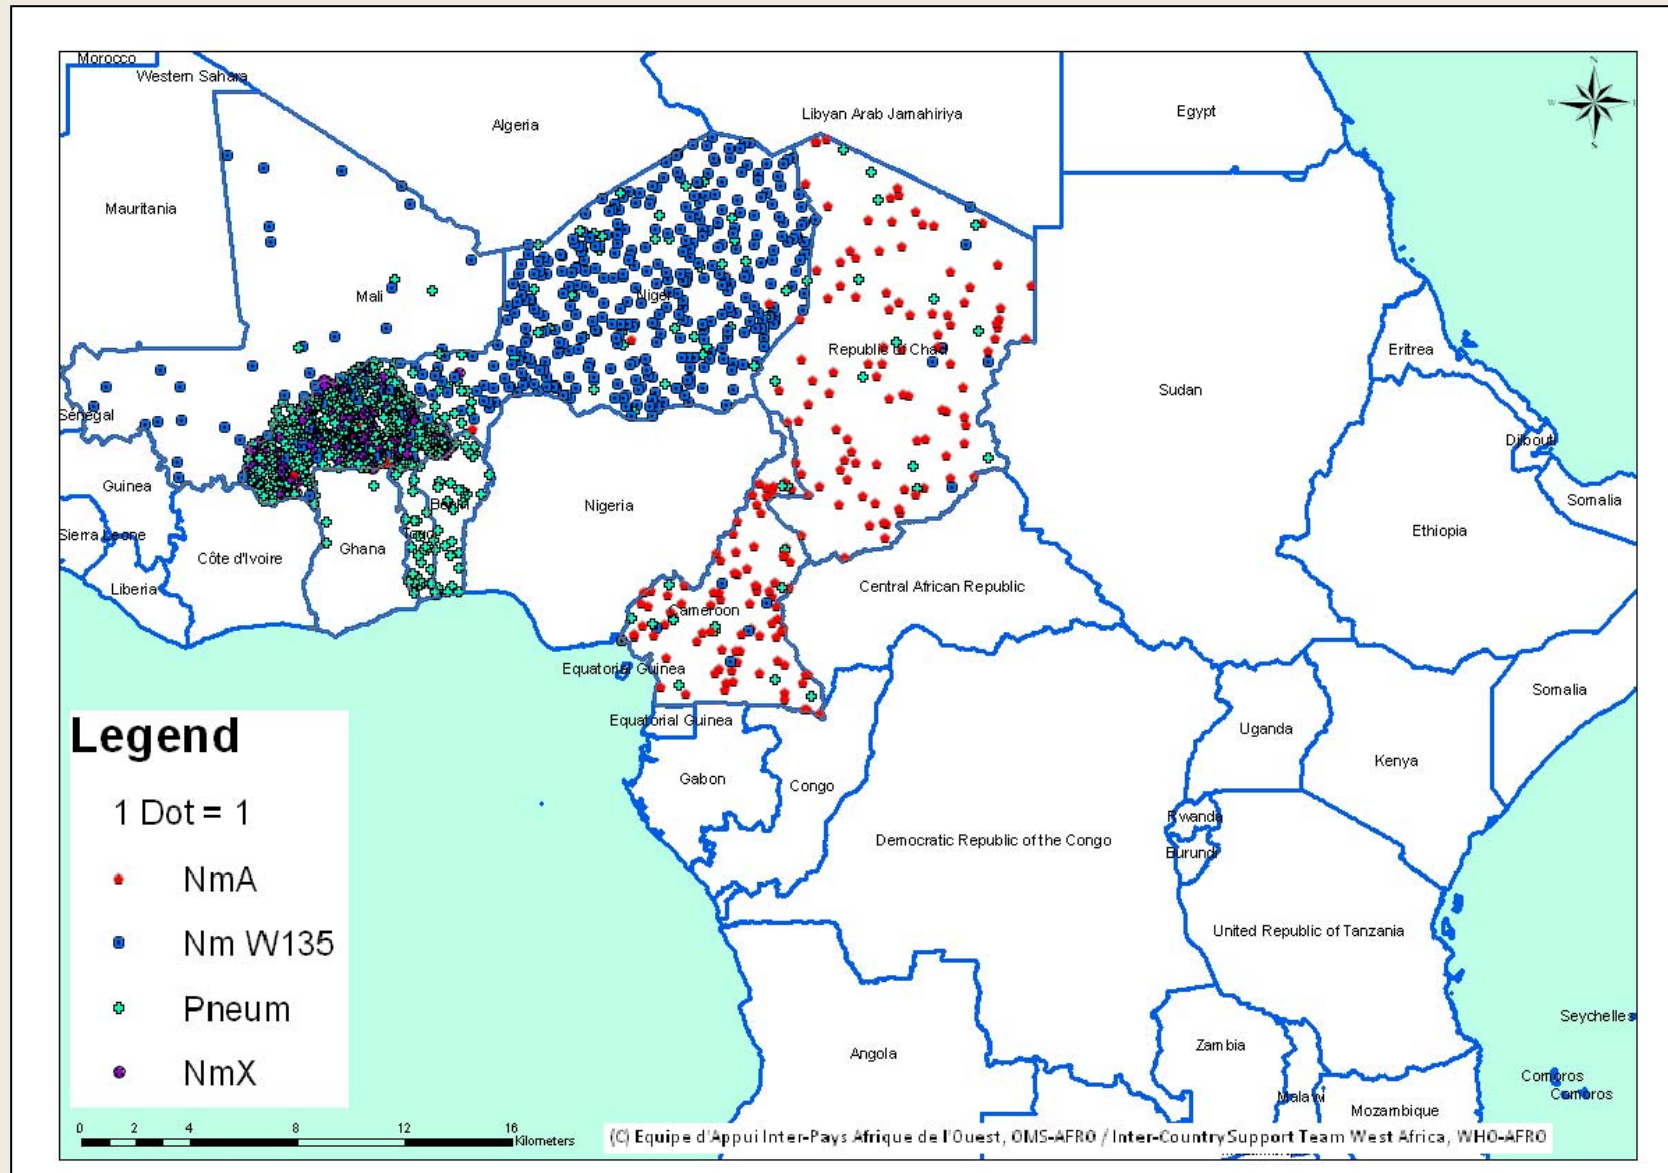 Morocco
Western Sahara
Algeria
Libyan Arab Jamahiriya
Egypt
N
W
Mauritania
Mali
Niger
Republic of Chad
Sudan
Eritrea
Senegal
Djibouti
Guinea
Nigeria
Benin
Togo
Somalia
Sierra Leone
Côte d'Ivoire
Ghana
Ethiopia
Liberia
Central African Republic
Cameroon
Equatorial Guinea
Equatorial Guinea
Somalia
Uganda
Kenya
Gabon
Congo
Rwanda
Democratic Republic of the Congo
Burundi
United Republic of Tanzania
Seychelles
Angola
Zambia
Comoros
Comoros
Malawi
Mozambique
Legend
1 Dot = 1
NmA
Nm W135
Pneum
NmX
0 2 4 8 12 16
Kilometers
(C) Equipe d'Appui Inter-Pays Afrique de l'Ouest, OMS-AFRO / Inter-Country Support Team West Africa, WHO-AFRO